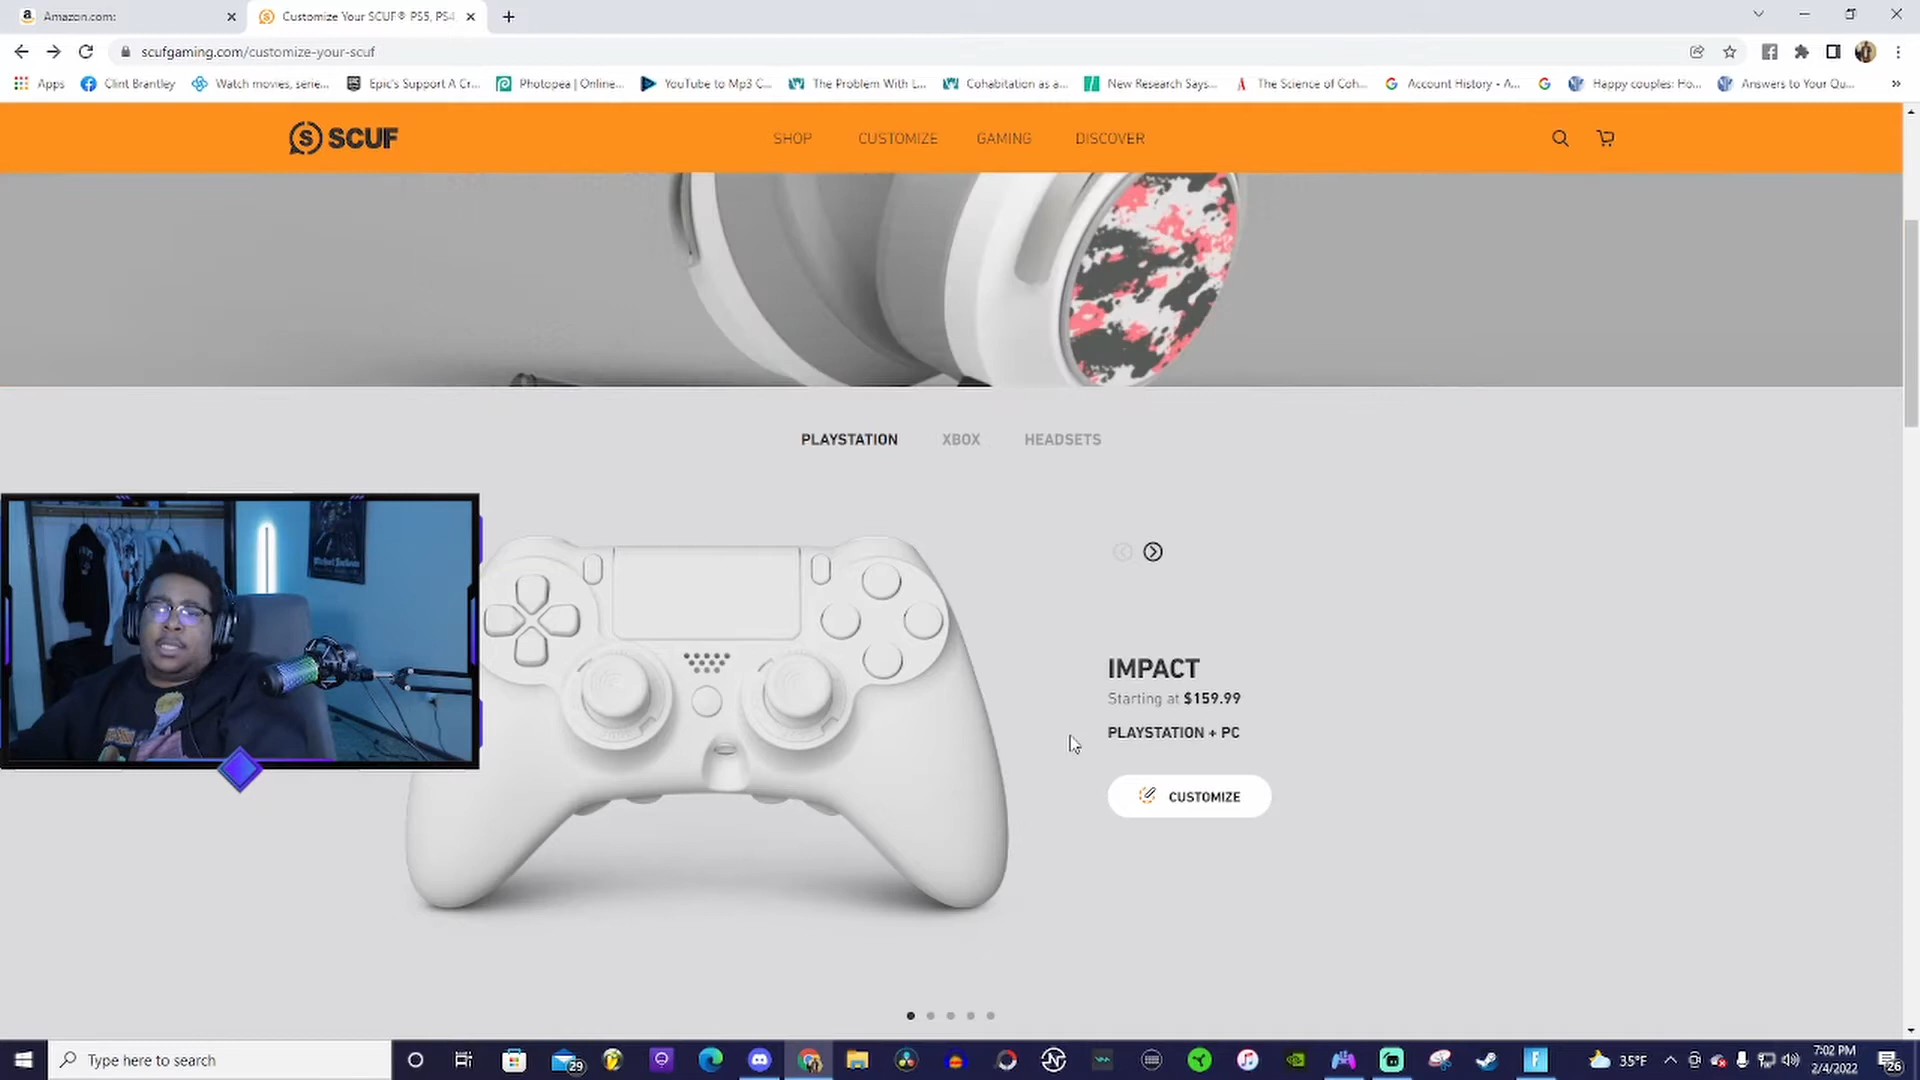 Amazon.com:
Customize Your SCUF® PS5, PS4
scufgaming.com/customize-your-scuf
Apps
Clint Brantley
Watch movies, serie...
Epic's Support A Cr...
Photopea | Online...
YouTube to Mp3 C...
The Problem With L...
Cohabitation as a...
New Research Says...
The Science of Coh...
Account History - A...
Happy couples: Ho...
Answers to Your Qu...
SCUF
SHOP
CUSTOMIZE
GAMING
DISCOVER
PLAYSTATION
XBOX
HEADSETS
IMPACT
Starting at $159.99
PLAYSTATION + PC
CUSTOMIZE
Type here to search
29
35°F
7:02 PM
2/4/2022
26